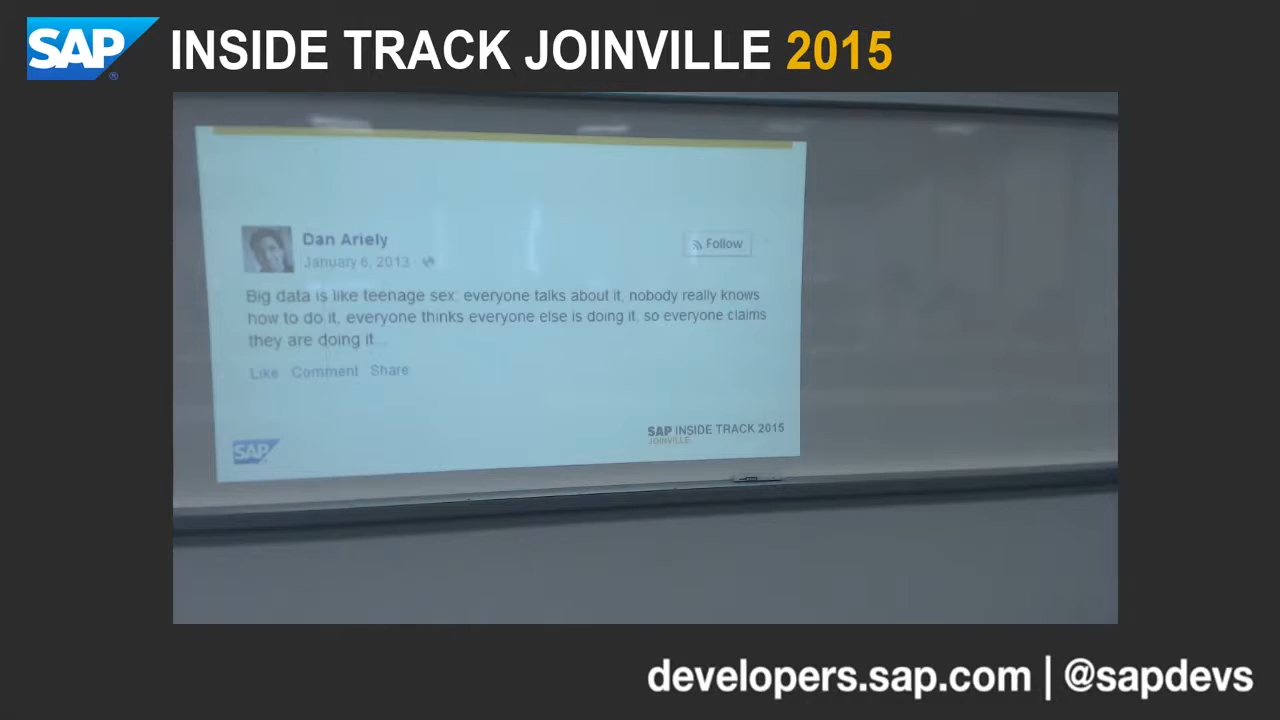 SAP INSIDE TRACK JOINVILLE 2015
Dan Ariely
Follow
January 6, 2013 ·
Big data is like teenage sex: everyone talks about it, nobody really knows
how to do it, everyone thinks everyone else is doing it, so everyone claims
they are doing it...
Like Comment Share
SAP
SAP INSIDE TRACK 2015
JOINVILLE
developers.sap.com | @sapdevs